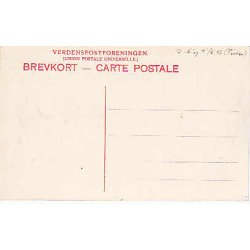 VERDENSPOSTFORENINGEN.
(UNION POSTALE UNIVERSELLE.)
BREVKORT — CARTE POSTALE